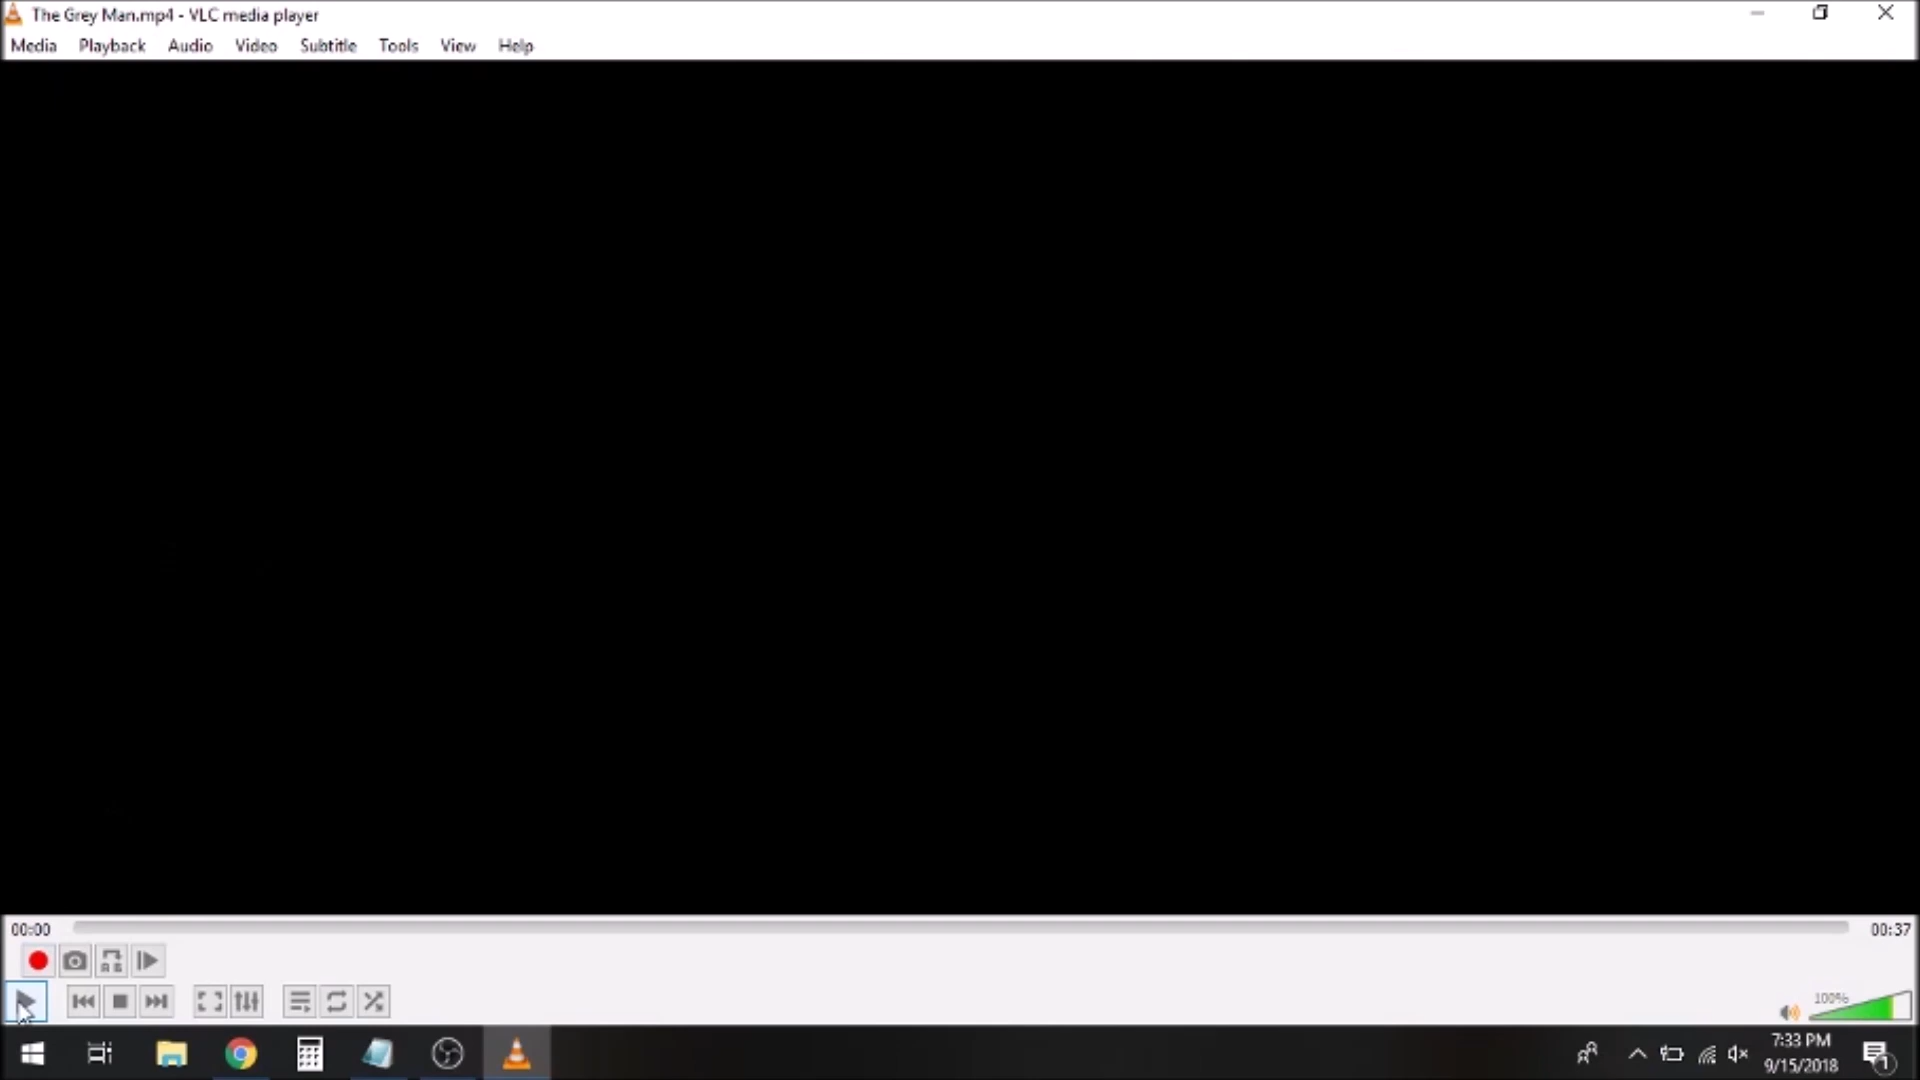 The Grey Man.mp4 - VLC media player
Media Playback Audio Video Subtitle Tools View Help
00:00 00:37
100%
7:33 PM
9/15/2018
1